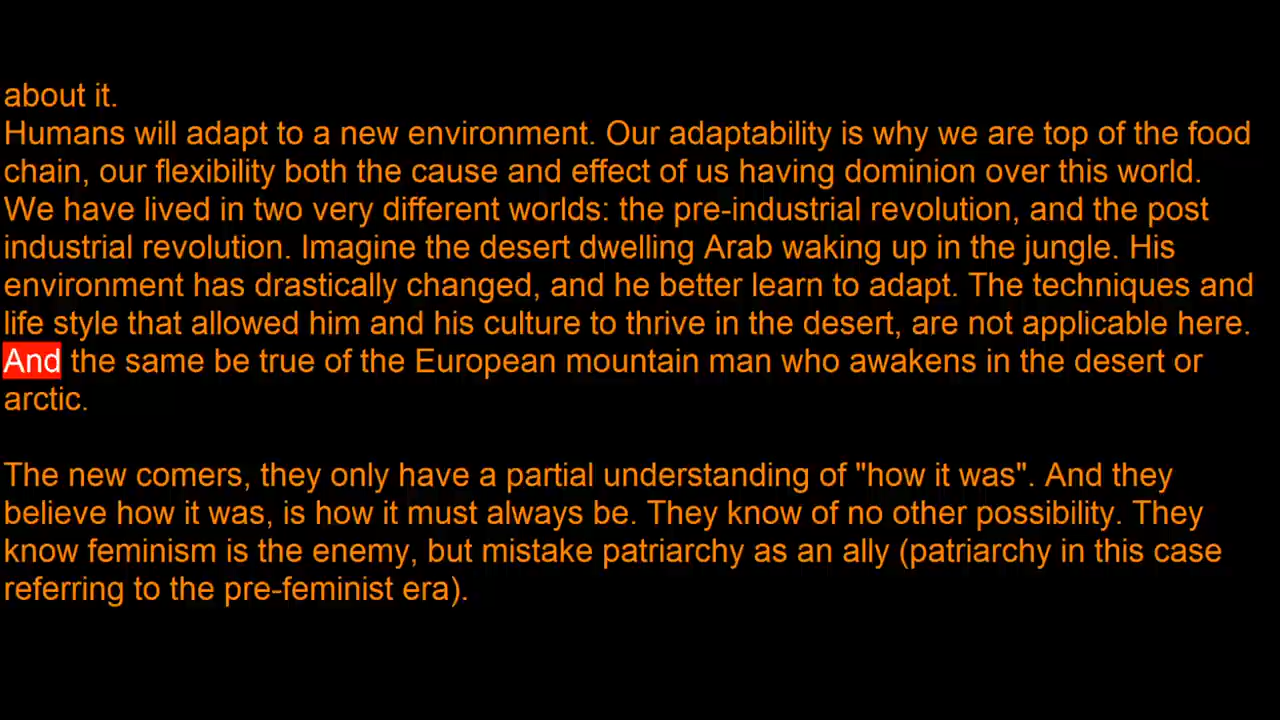 about it.
Humans will adapt to a new environment. Our adaptability is why we are top of the food
chain, our flexibility both the cause and effect of us having dominion over this world.
We have lived in two very different worlds: the pre-industrial revolution, and the post
industrial revolution. Imagine the desert dwelling Arab waking up in the jungle. His
environment has drastically changed, and he better learn to adapt. The techniques and
life style that allowed him and his culture to thrive in the desert, are not applicable here.
And the same be true of the European mountain man who awakens in the desert or
arctic.
The new comers, they only have a partial understanding of "how it was". And they
believe how it was, is how it must always be. They know of no other possibility. They
know feminism is the enemy, but mistake patriarchy as an ally (patriarchy in this case
referring to the pre-feminist era).